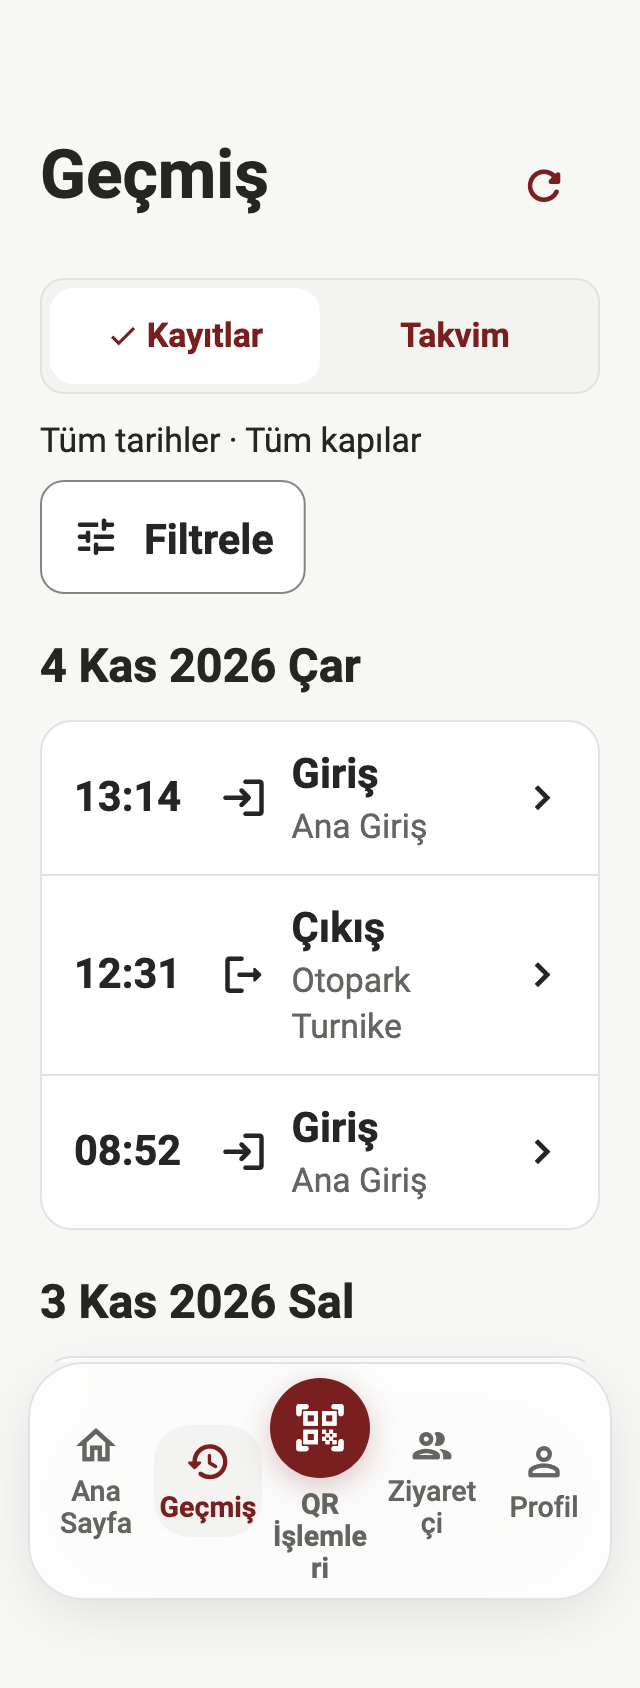 Geçmiş
Kayıtlar
Takvim
Tüm tarihler · Tüm kapılar
Filtrele
4 Kas 2026 Çar
13:14
Giriş
Ana Giriş
12:31
Çıkış
Otopark
Turnike
08:52
Giriş
Ana Giriş
3 Kas 2026 Sal
Ana
Sayfa
Geçmiş
QR
İşlemle
ri
Ziyaret
çi
Profil